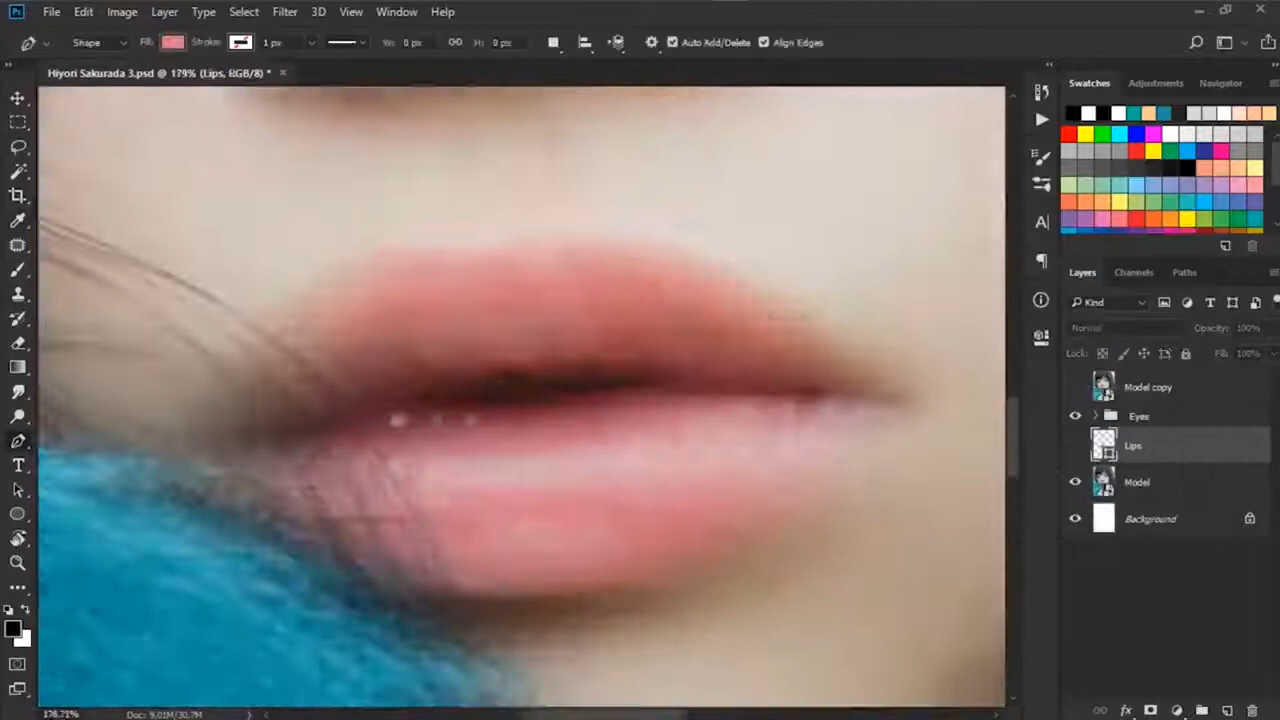 Ps File Edit Image Layer Type Select Filter 3D View Window Help
Shape Fill: Stroke: 1 px W: 0 px H: 0 px Auto Add/Delete Align Edges
Hiyori Sakurada 3.psd @ 179% (Lips, RGB/8) *
Swatches Adjustments Navigator
Layers Channels Paths
Kind
Normal Opacity: 100%
Lock: Fill: 100%
Model copy
Eyes
Lips
Model
Background
178.71% Doc: 9.01M/30.7M